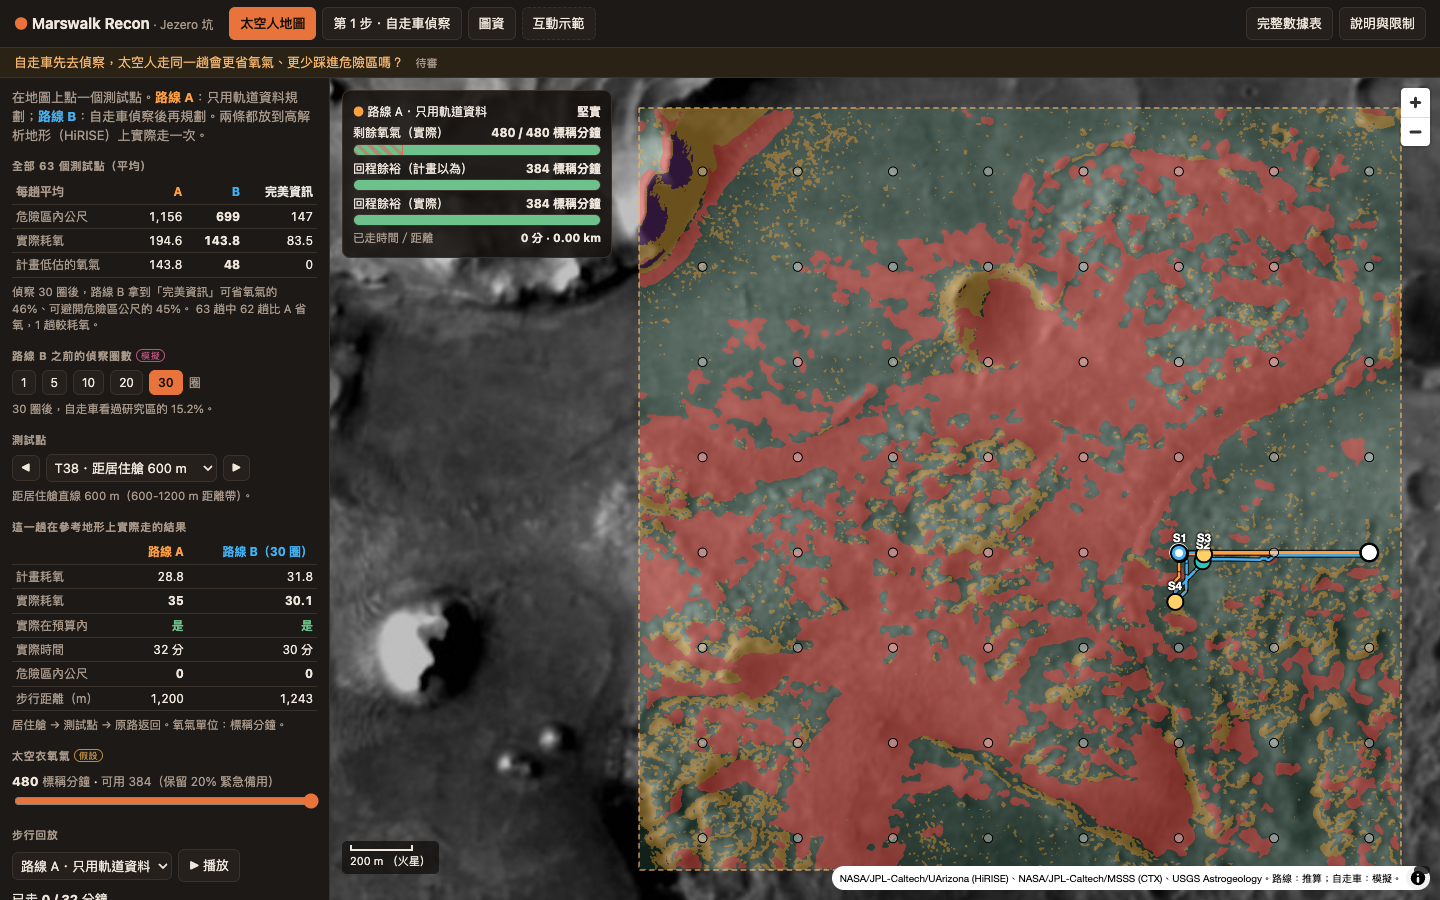 Marswalk Recon · Jezero 坑
太空人地圖
第 1 步 · 自走車偵察
圖資
互動示範
完整數據表
說明與限制
自走車先去偵察，太空人走同一趟會更省氧氣、更少踩進危險區嗎？ 待審
在地圖上點一個測試點。路線 A：只用軌道資料規
劃；路線 B：自走車偵察後再規劃。兩條都放到高解
析地形（HiRISE）上實際走一次。
全部 63 個測試點（平均）
每趟平均 A B 完美資訊
危險區內公尺 1,156 699 147
實際耗氧 194.6 143.8 83.5
計畫低估的氧氣 143.8 48 0
偵察 30 圈後，路線 B 拿到「完美資訊」可省氧氣的
46%、可避開危險區公尺的 45%。 63 趟中 62 趟比 A 省
氧，1 趟較耗氧。
路線 B 之前的偵察圈數 模擬
1 5 10 20 30 圈
30 圈後，自走車看過研究區的 15.2%。
測試點
◀ T38 · 距居住艙 600 m ▶
距居住艙直線 600 m（600-1200 m 距離帶）。
這一趟在參考地形上實際走的結果
路線 A 路線 B（30 圈）
計畫耗氧 28.8 31.8
實際耗氧 35 30.1
實際在預算內 是 是
實際時間 32 分 30 分
危險區內公尺 0 0
步行距離（m） 1,200 1,243
居住艙 → 測試點 → 原路返回。氧氣單位：標稱分鐘。
太空衣氧氣 假設
480 標稱分鐘 · 可用 384（保留 20% 緊急備用）
步行回放
路線 A · 只用軌道資料 ▶ 播放
已走 0 / 32 分鐘
路線 A · 只用軌道資料 堅實
剩餘氧氣（實際） 480 / 480 標稱分鐘
回程餘裕（計畫以為） 384 標稱分鐘
回程餘裕（實際） 384 標稱分鐘
已走時間 / 距離 0 分 · 0.00 km
+
−
S1 S3
S2
S4
200 m （火星）
NASA/JPL-Caltech/UArizona (HiRISE)、NASA/JPL-Caltech/MSSS (CTX)、USGS Astrogeology。路線：推算；自走車：模擬。